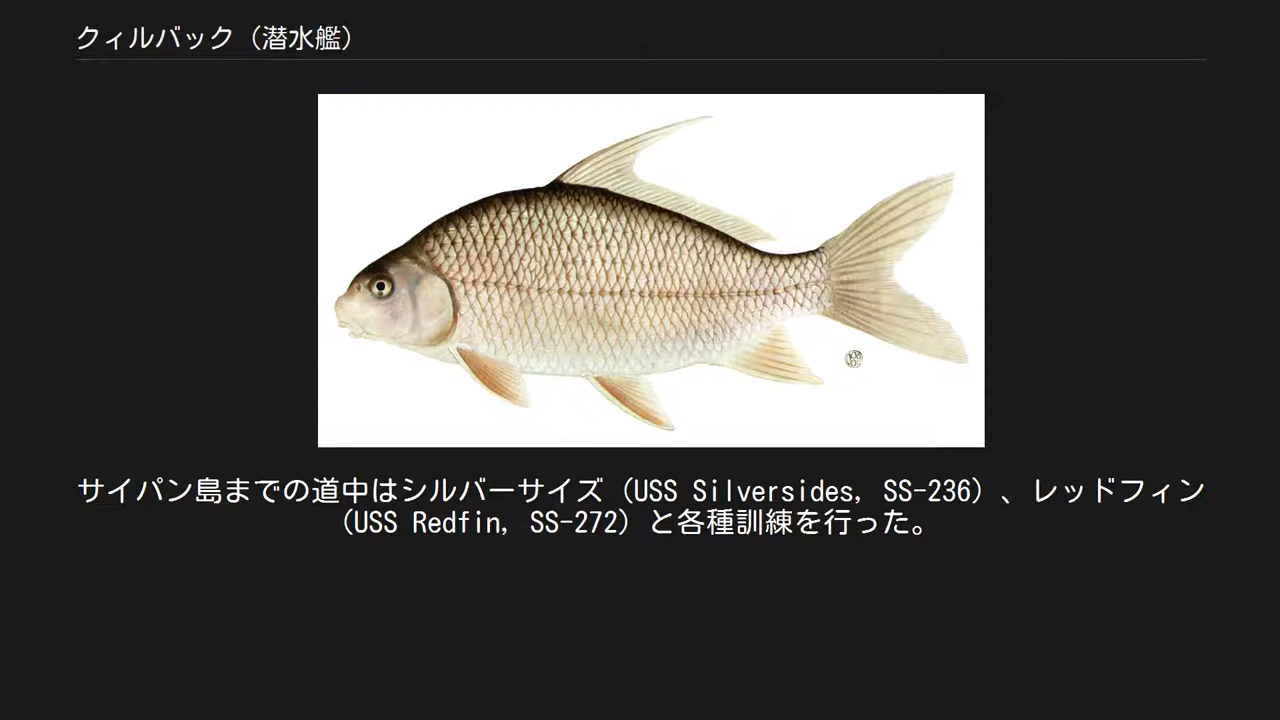 クィルバック（潜水艦）
サイパン島までの道中はシルバーサイズ（USS Silversides, SS-236）、レッドフィン
（USS Redfin, SS-272）と各種訓練を行った。